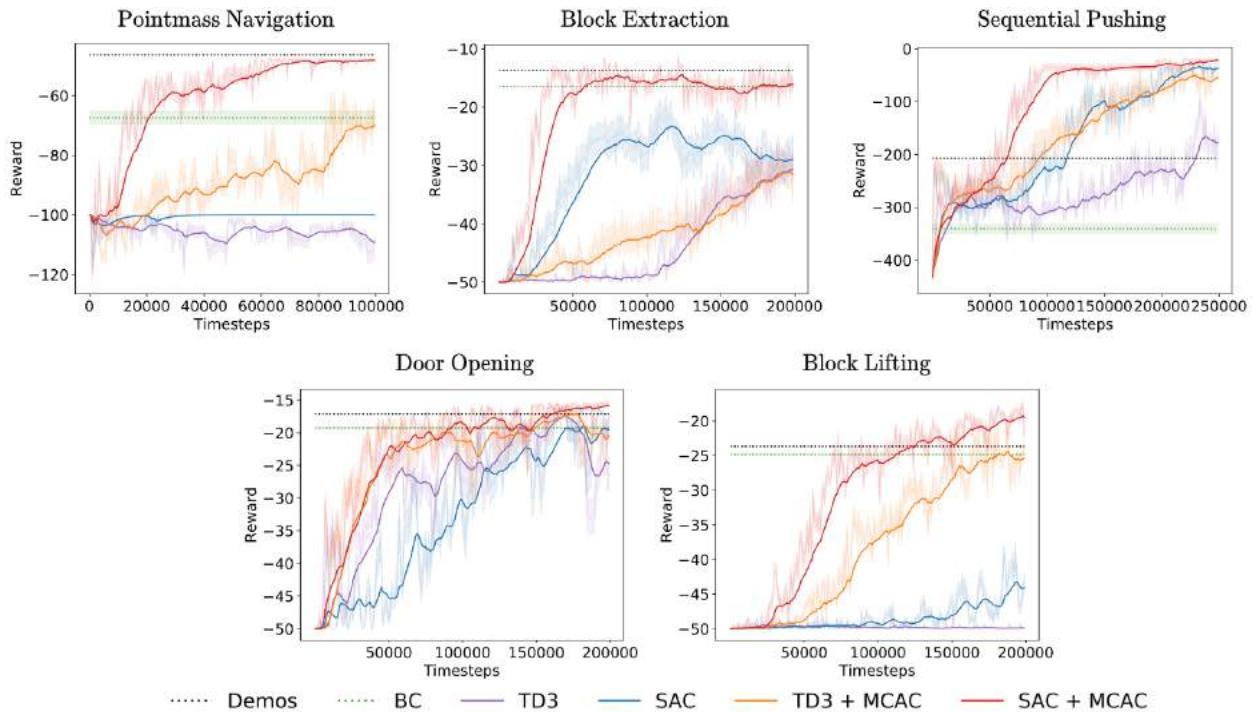 Pointmass Navigation
−60
−80
−100
−120
Reward
0 20000 40000 60000 80000 100000
Timesteps
Block Extraction
−10
−20
−30
−40
−50
Reward
50000 100000 150000 200000
Timesteps
Sequential Pushing
0
−100
−200
−300
−400
Reward
50000 100000 150000 200000 250000
Timesteps
Door Opening
−15
−20
−25
−30
−35
−40
−45
−50
Reward
50000 100000 150000 200000
Timesteps
Block Lifting
−20
−25
−30
−35
−40
−45
−50
Reward
50000 100000 150000 200000
Timesteps
Demos BC TD3 SAC TD3 + MCAC SAC + MCAC